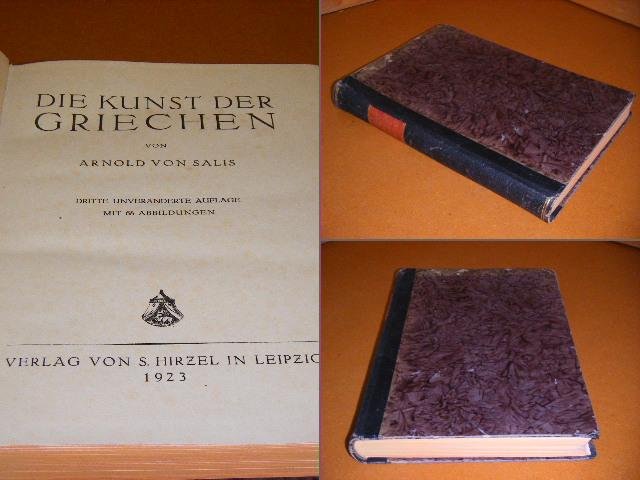 DIE KUNST DER
GRIECHEN
VON
ARNOLD VON SALIS
DRITTE UNVERÄNDERTE AUFLAGE
MIT 66 ABBILDUNGEN
VERLAG VON S. HIRZEL IN LEIPZIG
1923